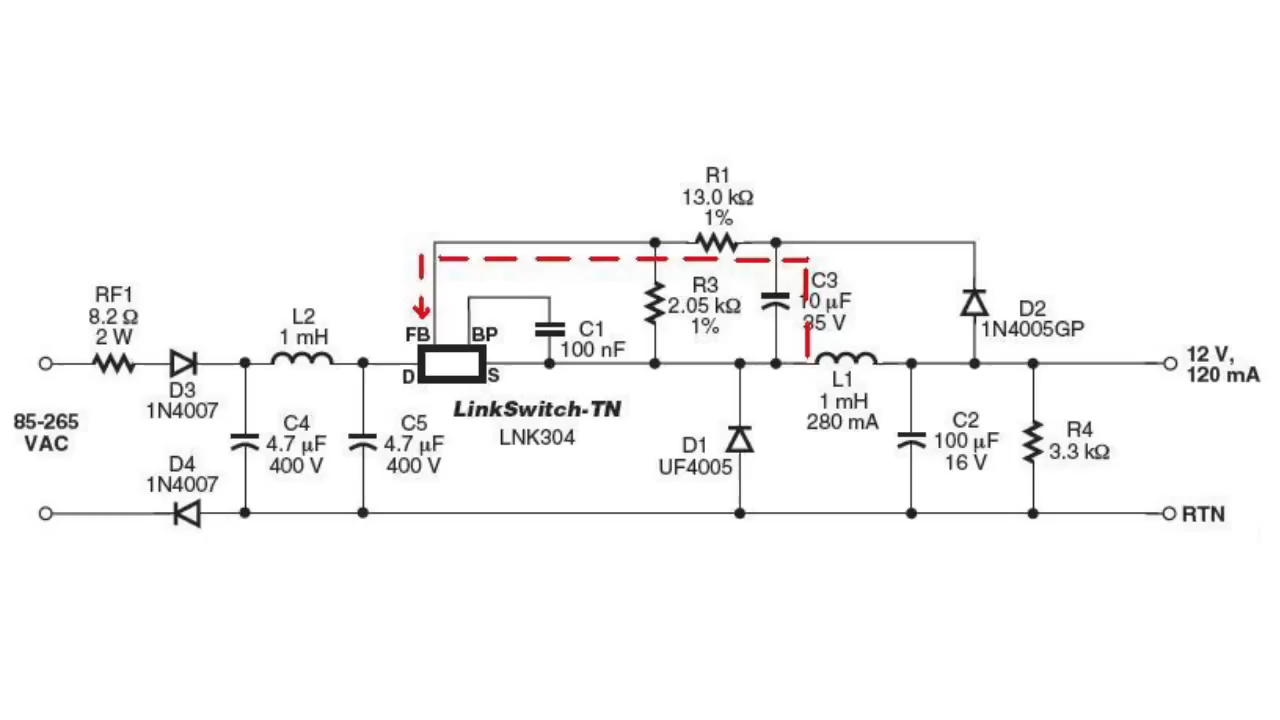 R1
13.0 kΩ
1%
RF1
8.2 Ω
2 W
L2
1 mH
D3
1N4007
85-265
VAC
D4
1N4007
C4
4.7 µF
400 V
C5
4.7 µF
400 V
FB
BP
D
S
C1
100 nF
LinkSwitch-TN
LNK304
R3
2.05 kΩ
1%
C3
10 µF
35 V
D2
1N4005GP
L1
1 mH
280 mA
D1
UF4005
C2
100 µF
16 V
R4
3.3 kΩ
12 V,
120 mA
RTN